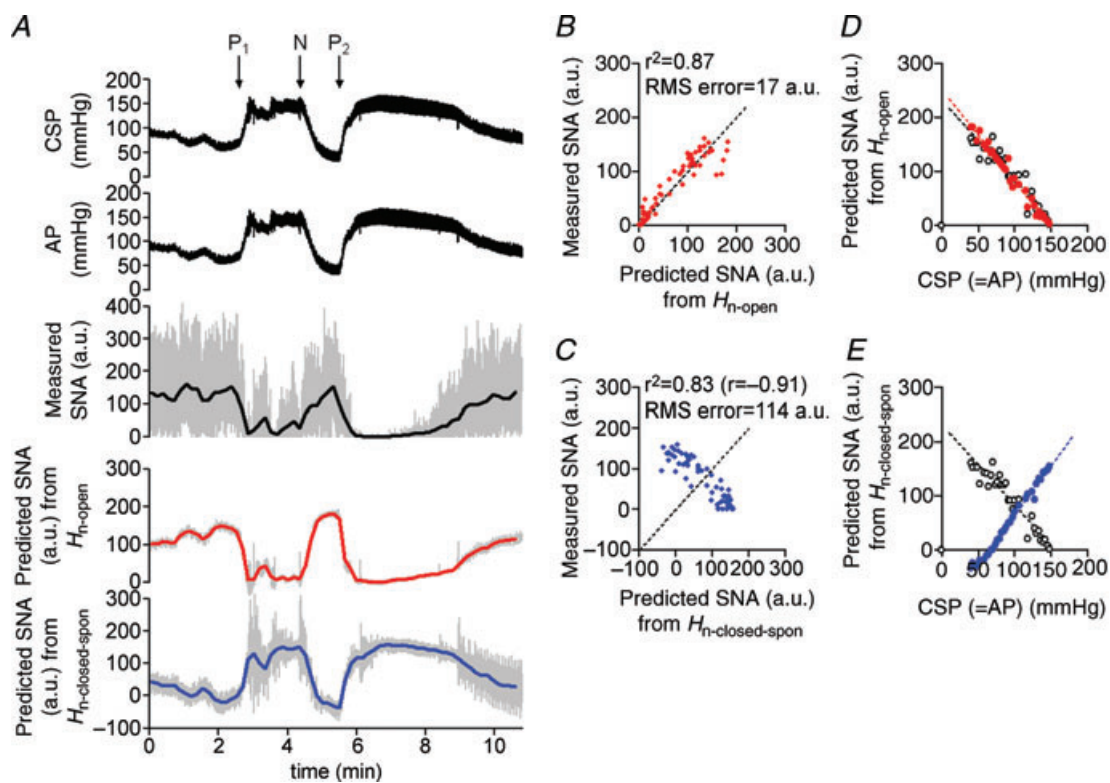 A
P1 N P2
CSP
(mmHg)
200
150
100
50
0
AP
(mmHg)
200
150
100
50
0
Measured
SNA (a.u.)
400
300
200
100
0
Predicted SNA
(a.u.) from
Hn-open
300
200
100
0
Predicted SNA
(a.u.) from
Hn-closed-spon
300
200
100
0
−100
0 2 4 6 8 10
time (min)
B
r²=0.87
RMS error=17 a.u.
Measured SNA (a.u.)
300
200
100
0
0 100 200 300
Predicted SNA (a.u.)
from Hn-open
C
r²=0.83 (r=−0.91)
RMS error=114 a.u.
Measured SNA (a.u.)
300
200
100
0
−100
−100 0 100 200 300
Predicted SNA (a.u.)
from Hn-closed-spon
D
Predicted SNA (a.u.)
from Hn-open
300
200
100
0
0 50 100 150 200
CSP (=AP) (mmHg)
E
Predicted SNA (a.u.)
from Hn-closed-spon
300
200
100
0
0 50 100 150 200
CSP (=AP) (mmHg)